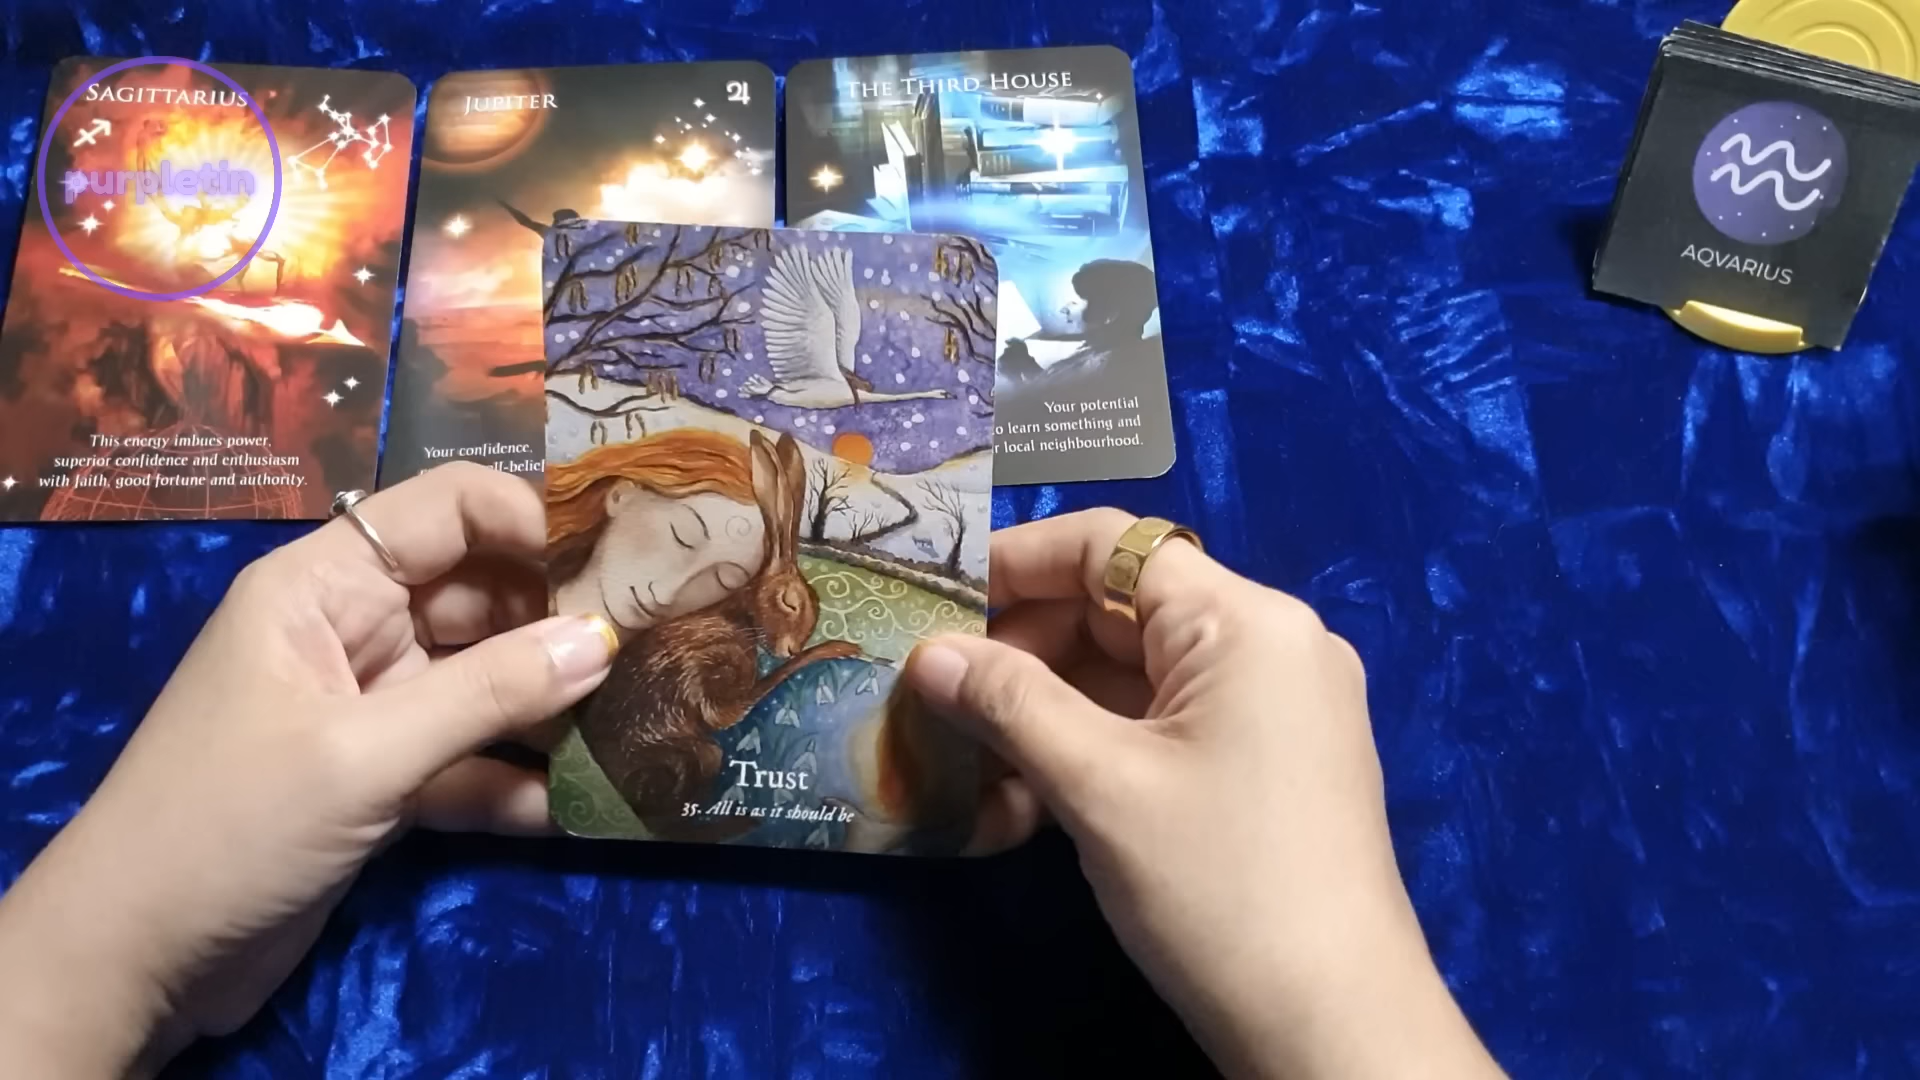 SAGITTARIUS
purpletin
This energy imbues power,
superior confidence and enthusiasm
with faith, good fortune and authority.
JUPITER
Your confidence,
THE THIRD HOUSE
Your potential
to learn something and
local neighbourhood.
Trust
35. All is as it should be
AQVARIUS